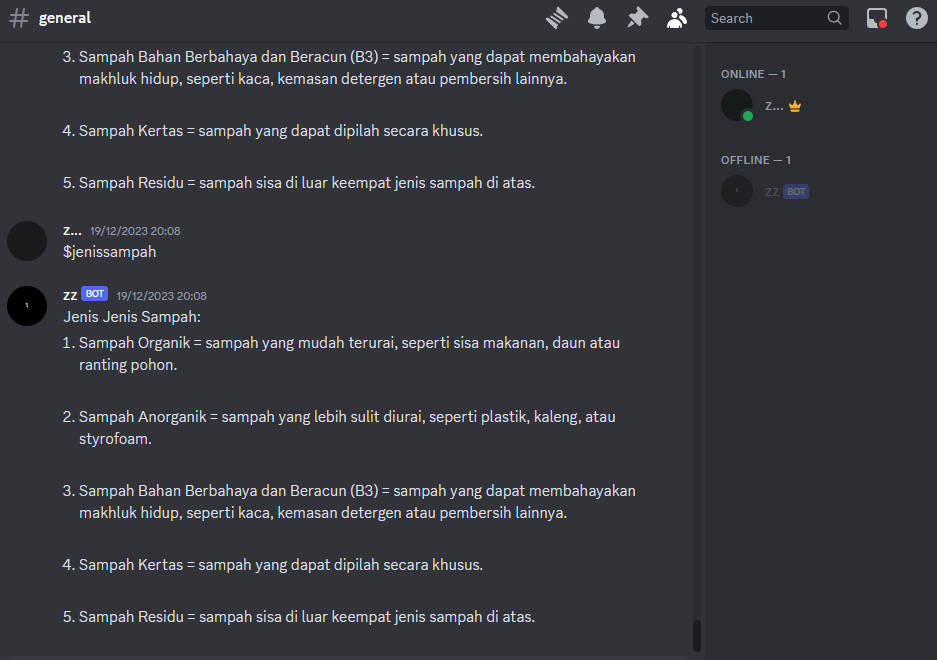 general
Search
3. Sampah Bahan Berbahaya dan Beracun (B3) = sampah yang dapat membahayakan
makhluk hidup, seperti kaca, kemasan detergen atau pembersih lainnya.
4. Sampah Kertas = sampah yang dapat dipilah secara khusus.
5. Sampah Residu = sampah sisa di luar keempat jenis sampah di atas.
z... 19/12/2023 20:08
$jenissampah
zz BOT 19/12/2023 20:08
Jenis Jenis Sampah:
1. Sampah Organik = sampah yang mudah terurai, seperti sisa makanan, daun atau
ranting pohon.
2. Sampah Anorganik = sampah yang lebih sulit diurai, seperti plastik, kaleng, atau
styrofoam.
3. Sampah Bahan Berbahaya dan Beracun (B3) = sampah yang dapat membahayakan
makhluk hidup, seperti kaca, kemasan detergen atau pembersih lainnya.
4. Sampah Kertas = sampah yang dapat dipilah secara khusus.
5. Sampah Residu = sampah sisa di luar keempat jenis sampah di atas.
ONLINE — 1
z...
OFFLINE — 1
zz BOT